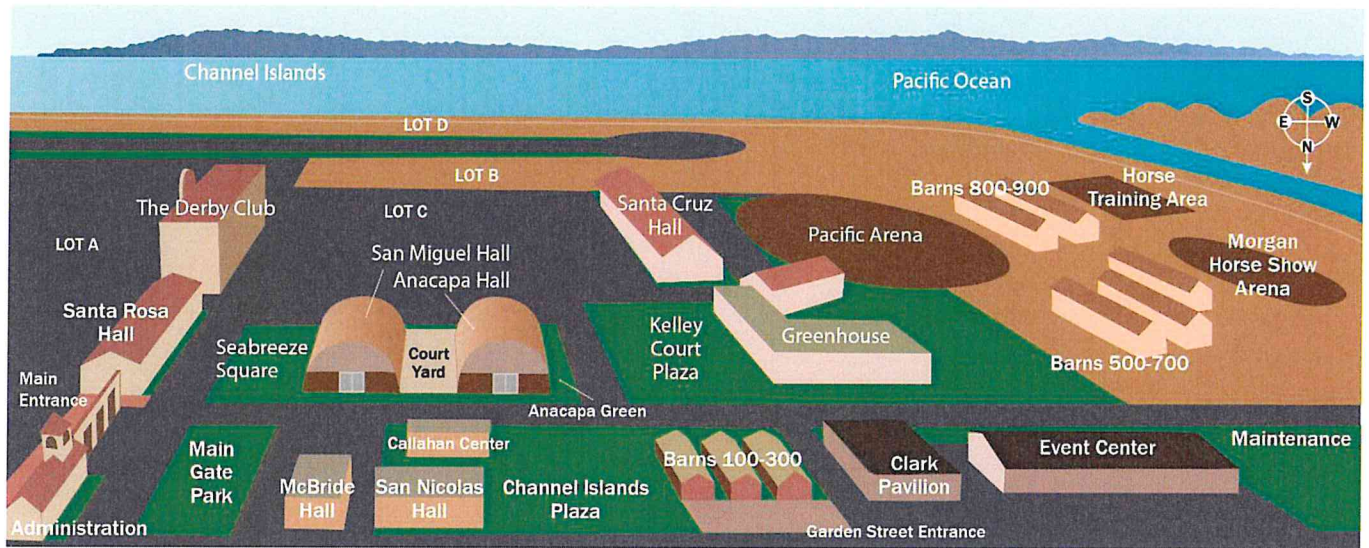 Channel Islands
Pacific Ocean
S
E
W
N
LOT D
LOT B
LOT C
LOT A
The Derby Club
Santa Cruz
Hall
Barns 800-900
Horse
Training Area
Pacific Arena
Morgan
Horse Show
Arena
San Miguel Hall
Anacapa Hall
Santa Rosa
Hall
Seabreeze
Square
Court
Yard
Kelley
Court
Plaza
Greenhouse
Barns 500-700
Main
Entrance
Anacapa Green
Main
Gate
Park
Callahan Center
McBride
Hall
San Nicolas
Hall
Channel Islands
Plaza
Barns 100-300
Clark
Pavilion
Event Center
Maintenance
Administration
Garden Street Entrance